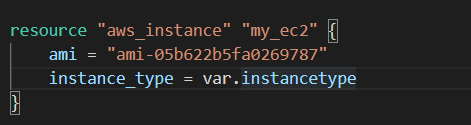 resource "aws_instance" "my_ec2" {
    ami = "ami-05b622b5fa0269787"
    instance_type = var.instancetype
}